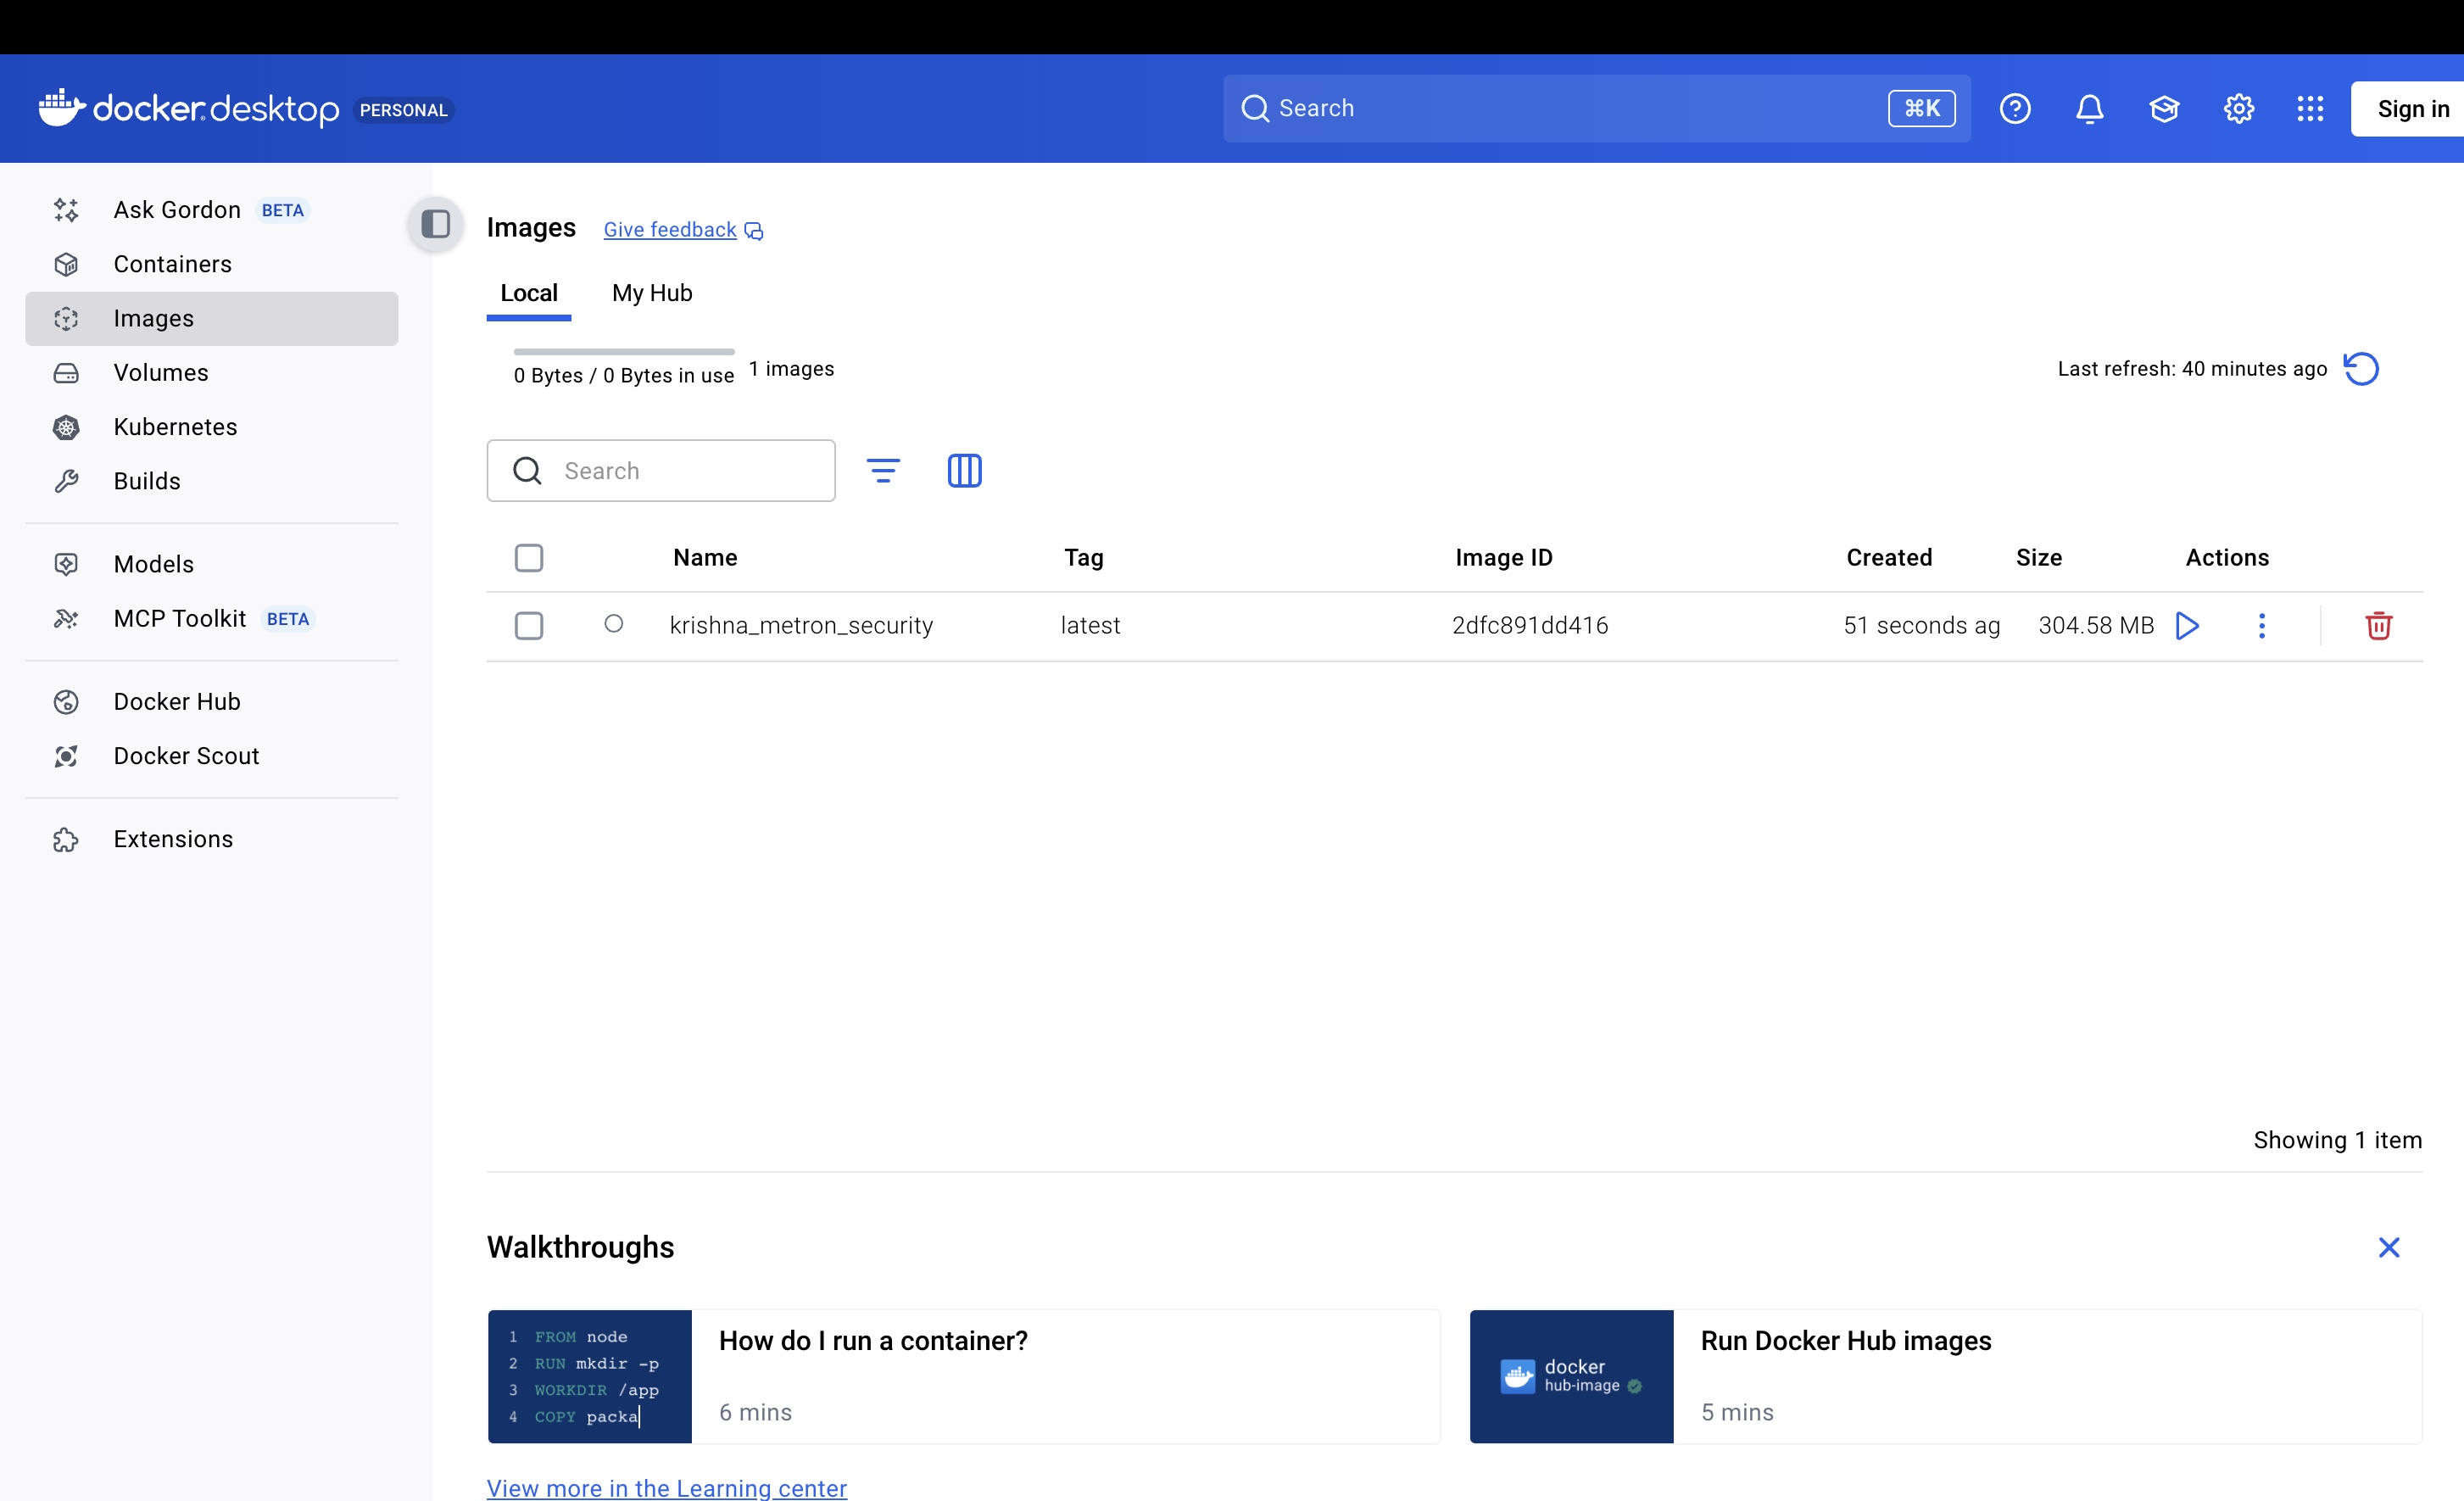 docker.desktop PERSONAL
Search ⌘K
Sign in
Ask Gordon BETA
Containers
Images
Volumes
Kubernetes
Builds
Models
MCP Toolkit BETA
Docker Hub
Docker Scout
Extensions
Images Give feedback
Local My Hub
0 Bytes / 0 Bytes in use 1 images
Last refresh: 40 minutes ago
Search
Name Tag Image ID Created Size Actions
krishna_metron_security latest 2dfc891dd416 51 seconds ag 304.58 MB
Showing 1 item
Walkthroughs
1 FROM node
2 RUN mkdir -p
3 WORKDIR /app
4 COPY packa
How do I run a container?
6 mins
docker
hub-image
Run Docker Hub images
5 mins
View more in the Learning center